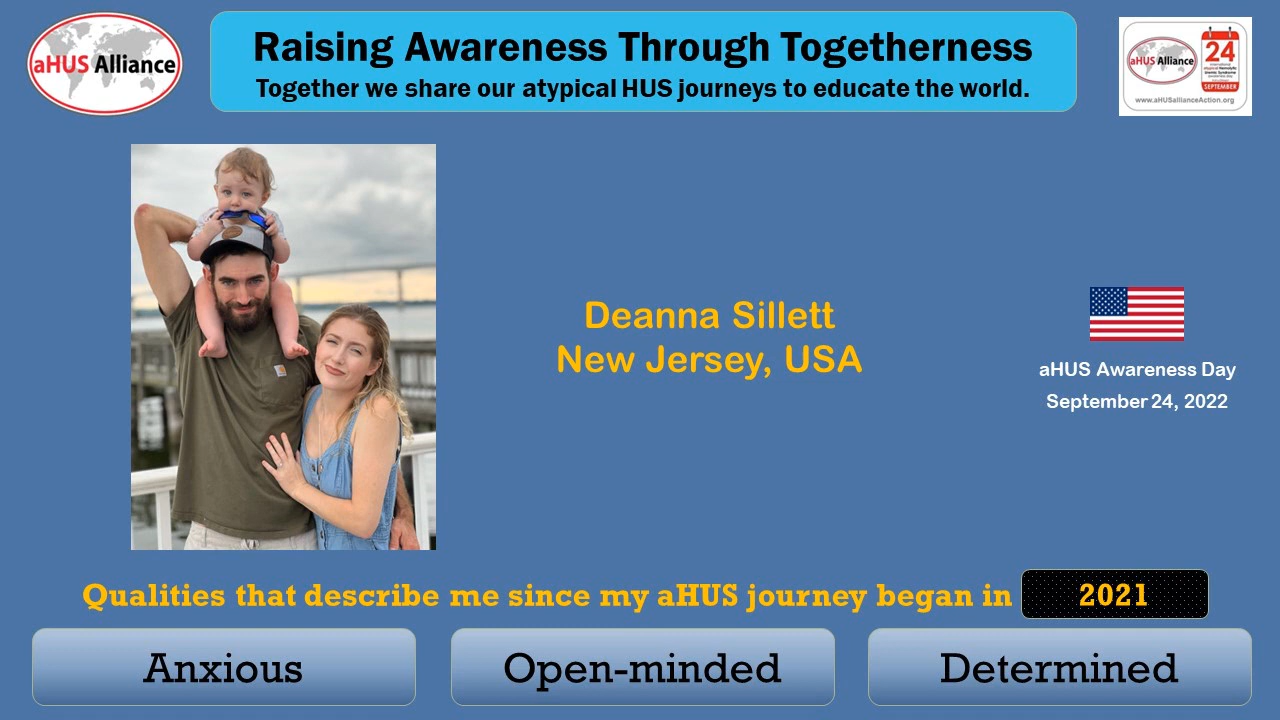 aHUS Alliance
Raising Awareness Through Togetherness
Together we share our atypical HUS journeys to educate the world.
aHUS Alliance
24
SEPTEMBER
www.aHUSallianceAction.org
Deanna Sillett
New Jersey, USA
aHUS Awareness Day
September 24, 2022
Qualities that describe me since my aHUS journey began in 2021
Anxious
Open-minded
Determined